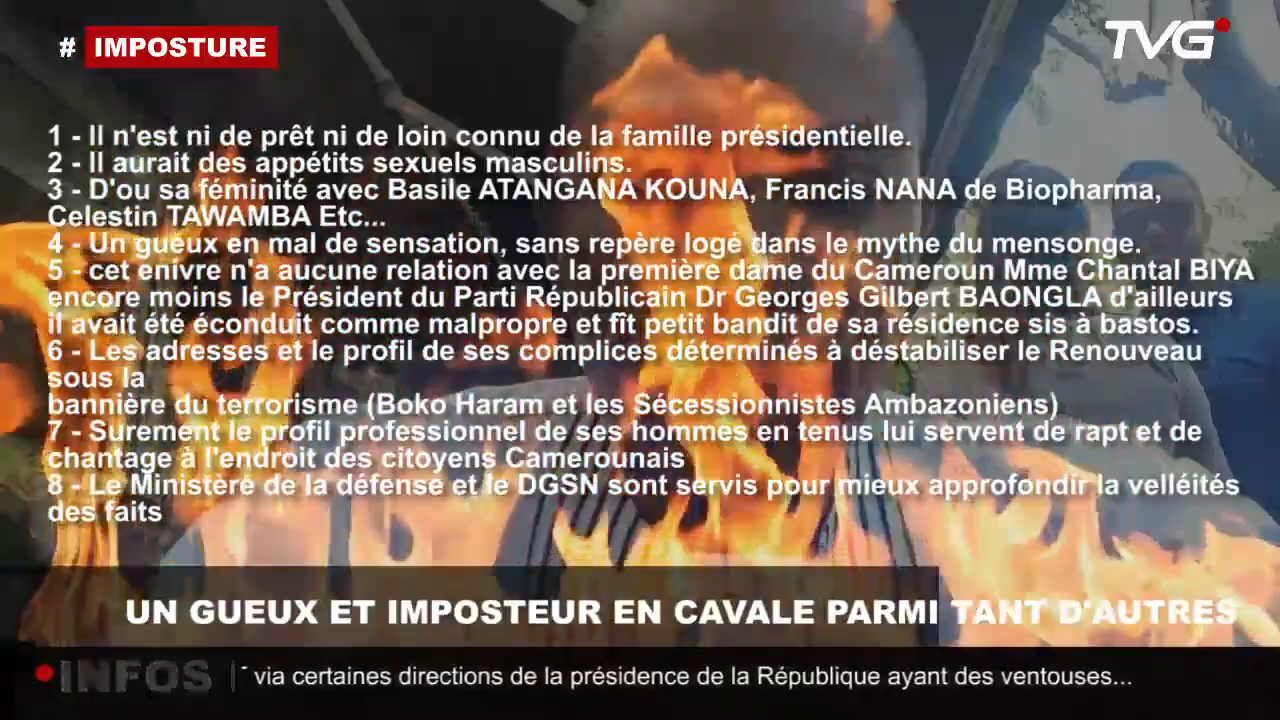 # IMPOSTURE
TVG
1 - Il n'est ni de prêt ni de loin connu de la famille présidentielle.
2 - Il aurait des appétits sexuels masculins.
3 - D'ou sa féminité avec Basile ATANGANA KOUNA, Francis NANA de Biopharma,
Celestin TAWAMBA Etc...
4 - Un gueux en mal de sensation, sans repère logé dans le mythe du mensonge.
5 - cet enivre n'a aucune relation avec la première dame du Cameroun Mme Chantal BIYA
encore moins le Président du Parti Républicain Dr Georges Gilbert BAONGLA d'ailleurs
il avait été éconduit comme malpropre et fît petit bandit de sa résidence sis à bastos.
6 - Les adresses et le profil de ses complices déterminés à déstabiliser le Renouveau
sous la
bannière du terrorisme (Boko Haram et les Sécessionnistes Ambazoniens)
7 - Surement le profil professionnel de ses hommes en tenus lui servent de rapt et de
chantage à l'endroit des citoyens Camerounais
8 - Le Ministère de la défense et le DGSN sont servis pour mieux approfondir la velléités
des faits
UN GUEUX ET IMPOSTEUR EN CAVALE PARMI TANT D'AUTRES
INFOS
via certaines directions de la présidence de la République ayant des ventouses...